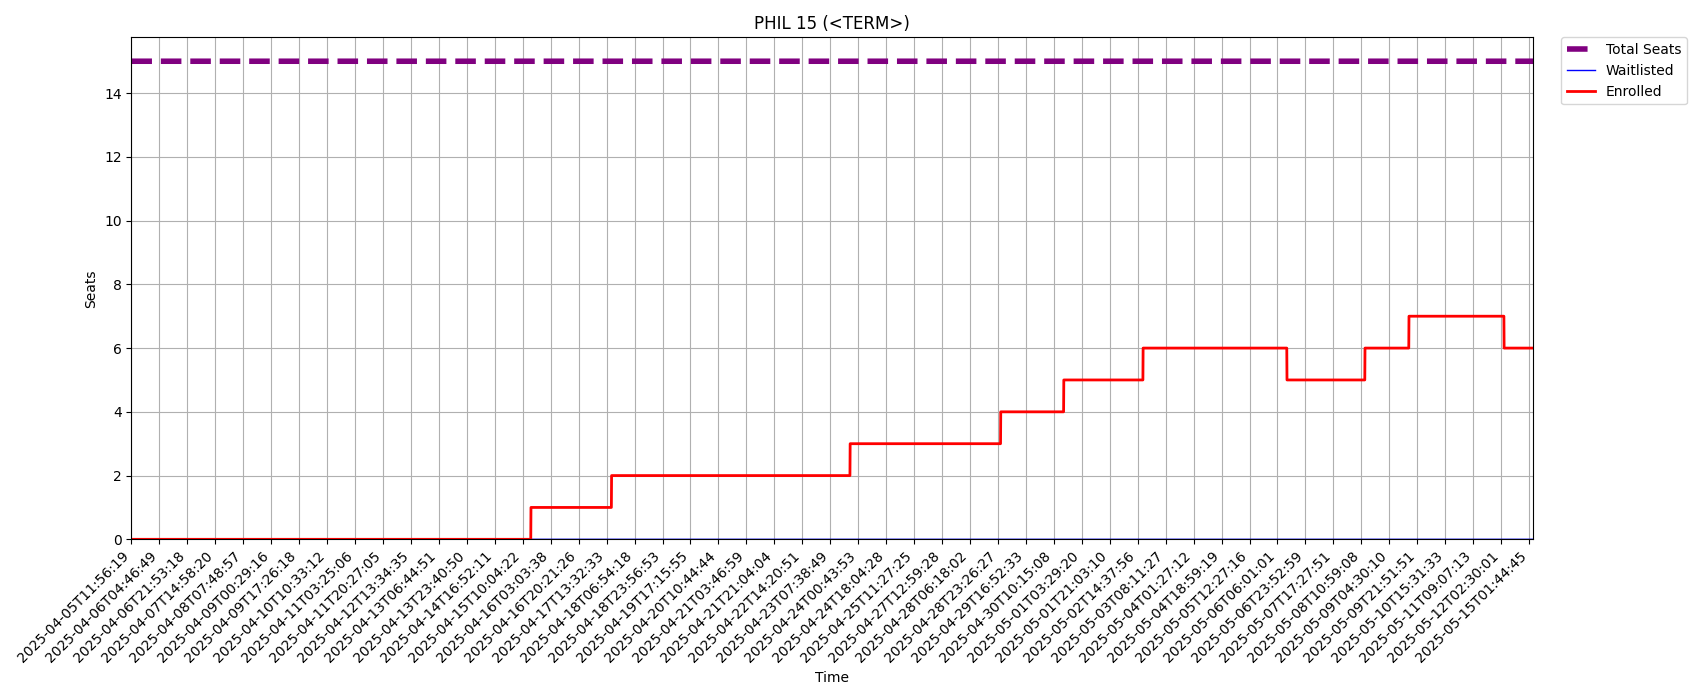 PHIL 15 (<TERM>)
Total Seats
Waitlisted
Enrolled
Seats
14
12
10
8
6
4
2
0
2025-04-05T11:56:19
2025-04-06T04:46:49
2025-04-06T21:53:18
2025-04-07T14:58:20
2025-04-08T07:48:57
2025-04-09T00:29:16
2025-04-09T17:26:18
2025-04-10T10:33:12
2025-04-11T03:25:06
2025-04-11T20:27:05
2025-04-12T13:34:35
2025-04-13T06:44:51
2025-04-13T23:40:50
2025-04-14T16:52:11
2025-04-15T10:04:22
2025-04-16T03:03:38
2025-04-16T20:21:26
2025-04-17T13:32:33
2025-04-18T06:54:18
2025-04-18T23:56:53
2025-04-19T17:15:55
2025-04-20T10:44:44
2025-04-21T03:46:59
2025-04-21T21:04:04
2025-04-22T14:20:51
2025-04-23T07:38:49
2025-04-24T00:43:53
2025-04-24T18:04:28
2025-04-25T11:27:25
2025-04-27T12:59:28
2025-04-28T06:18:02
2025-04-28T23:26:27
2025-04-29T16:52:33
2025-04-30T10:15:08
2025-05-01T03:29:20
2025-05-01T21:03:10
2025-05-02T14:37:56
2025-05-03T08:11:27
2025-05-04T01:27:12
2025-05-04T18:59:19
2025-05-05T12:27:16
2025-05-06T06:01:01
2025-05-06T23:52:59
2025-05-07T17:27:51
2025-05-08T10:59:08
2025-05-09T04:30:10
2025-05-09T21:51:51
2025-05-10T15:31:33
2025-05-11T09:07:13
2025-05-12T02:30:01
2025-05-15T01:44:45
Time